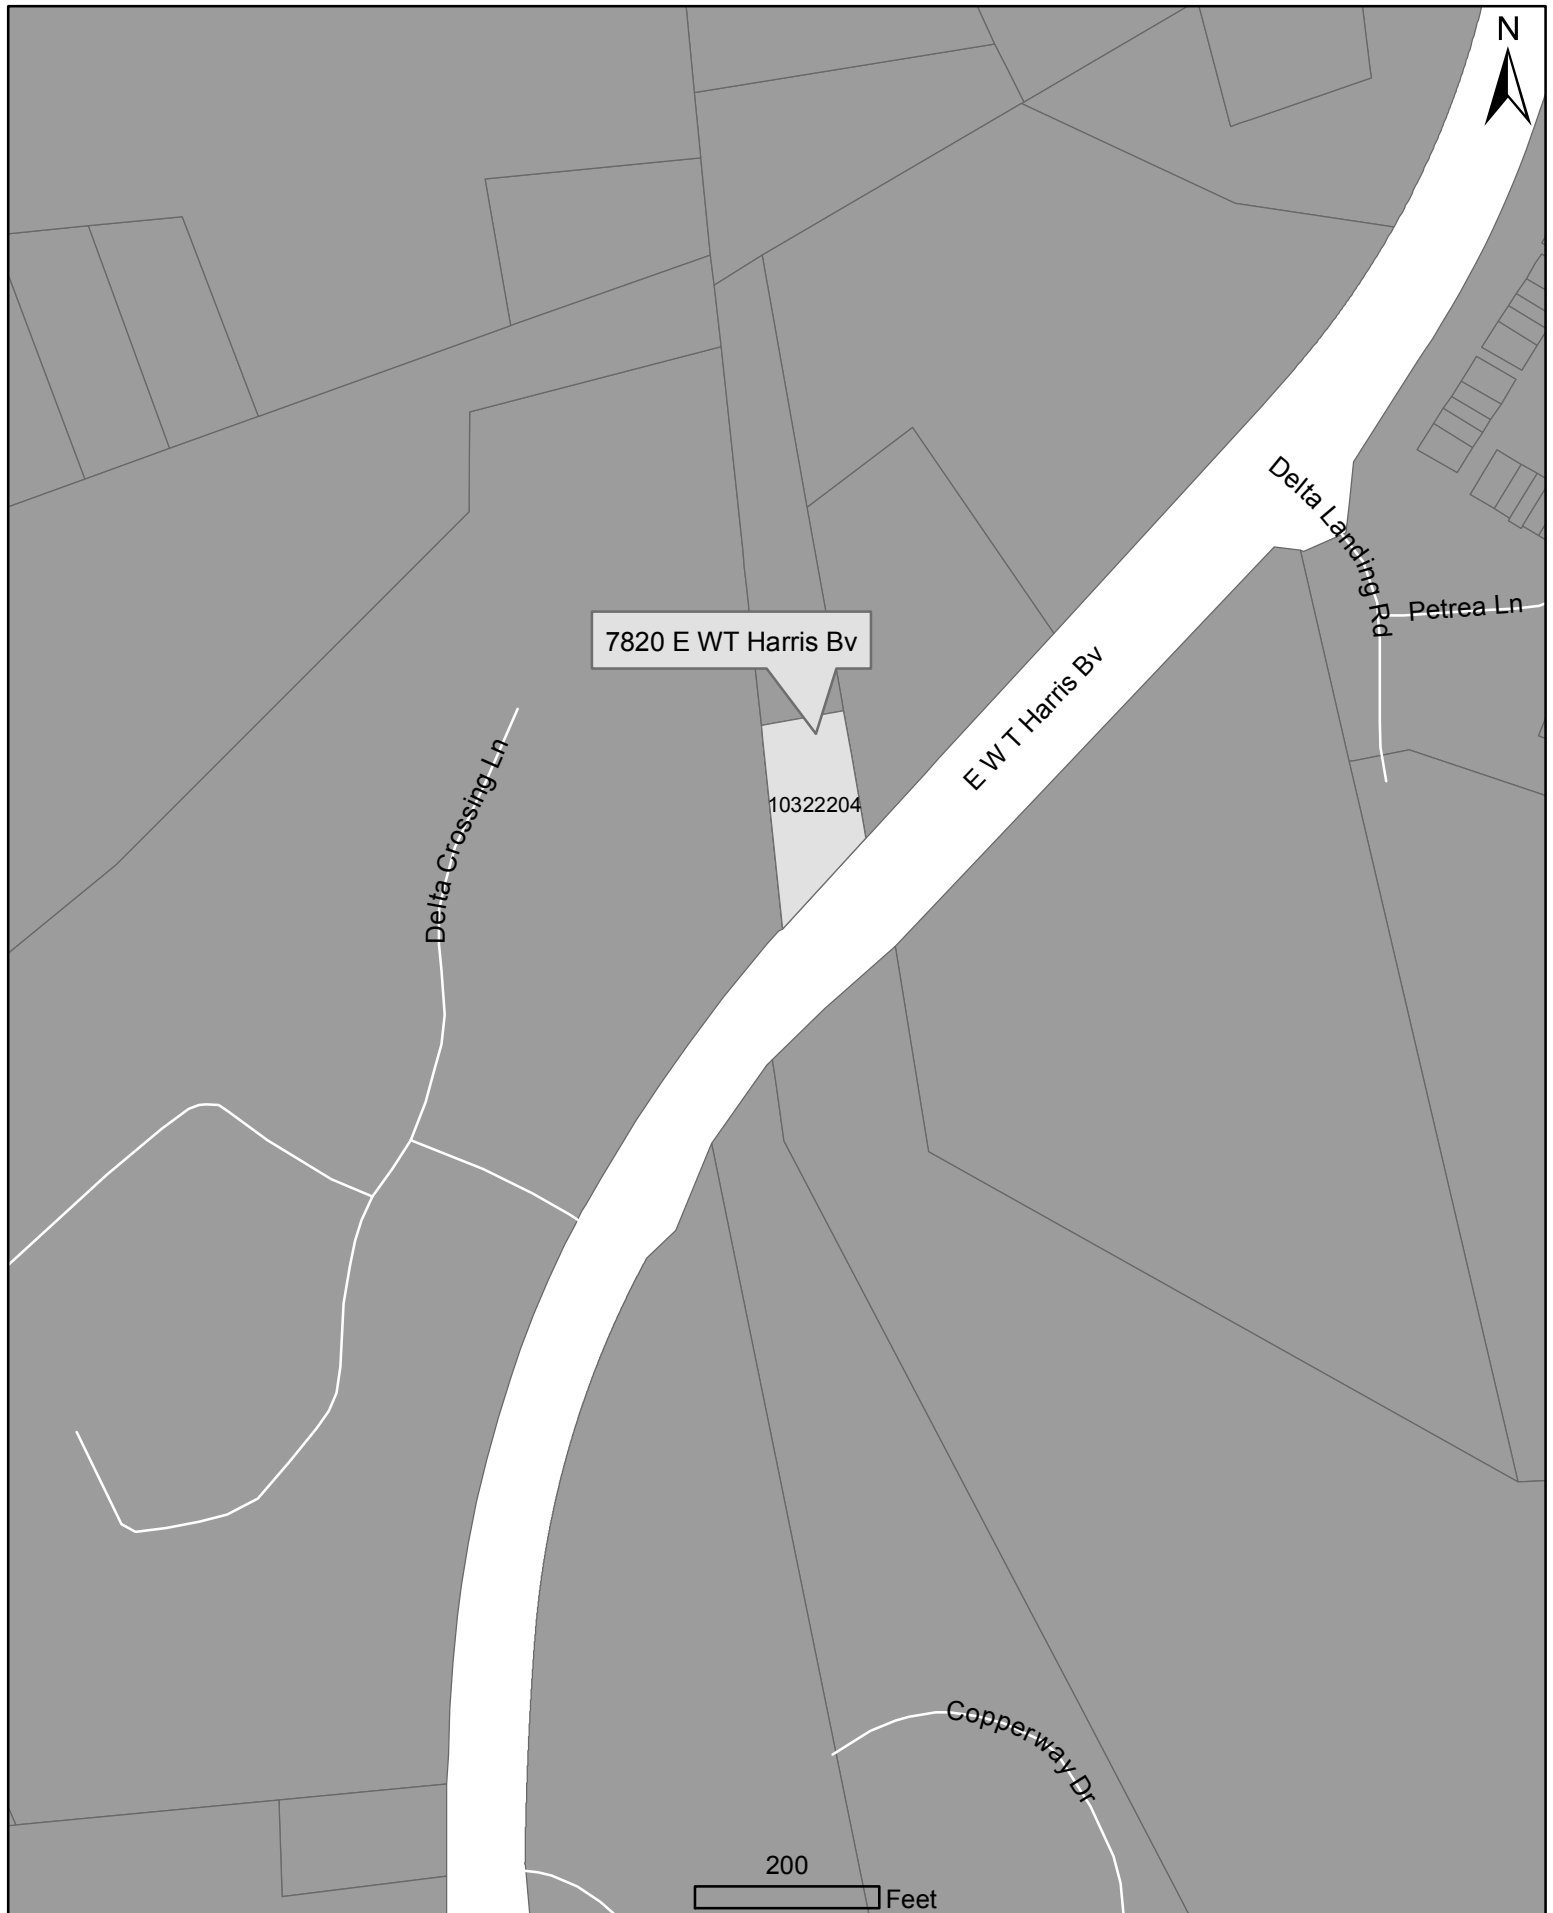 N
Delta Landing Rd
Petrea Ln
7820 E WT Harris Bv
E W T Harris Bv
Delta Crossing Ln
10322204
Copperway Dr
200
Feet